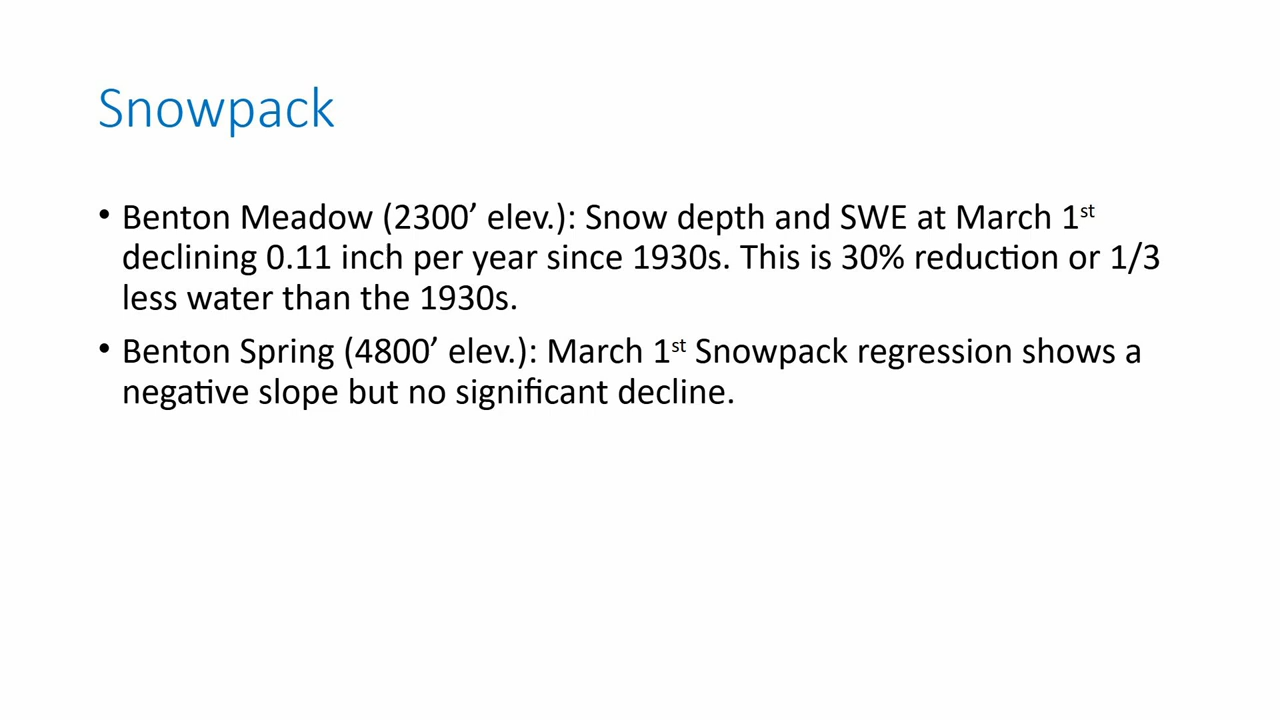 Snowpack
• Benton Meadow (2300’ elev.): Snow depth and SWE at March 1st
declining 0.11 inch per year since 1930s. This is 30% reduction or 1/3
less water than the 1930s.
• Benton Spring (4800’ elev.): March 1st Snowpack regression shows a
negative slope but no significant decline.